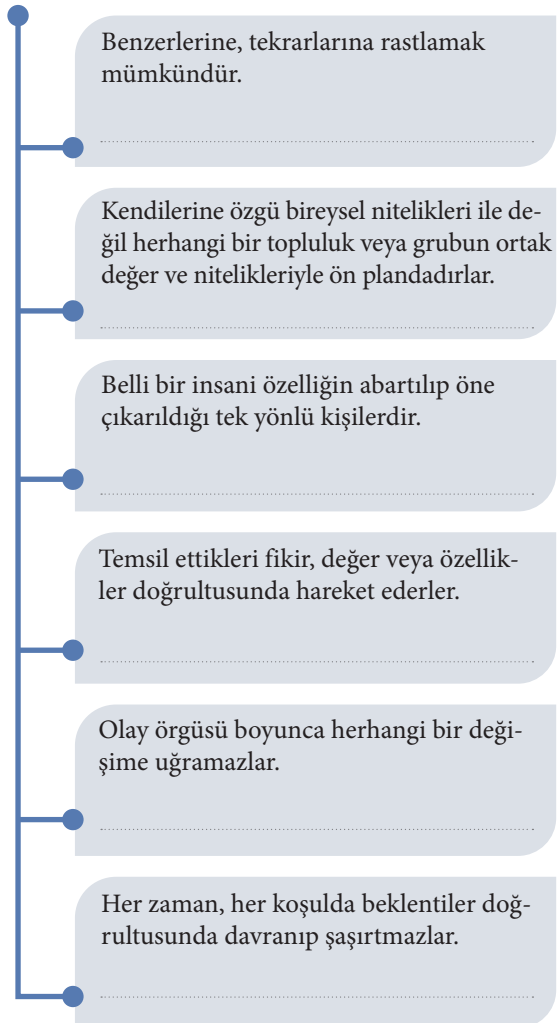 Benzerlerine, tekrarlarına rastlamak
mümkündür.
Kendilerine özgü bireysel nitelikleri ile de-
ğil herhangi bir topluluk veya grubun ortak
değer ve nitelikleriyle ön plandadırlar.
Belli bir insani özelliğin abartılıp öne
çıkarıldığı tek yönlü kişilerdir.
Temsil ettikleri fikir, değer veya özellik-
ler doğrultusunda hareket ederler.
Olay örgüsü boyunca herhangi bir deği-
şime uğramazlar.
Her zaman, her koşulda beklentiler doğ-
rultusunda davranıp şaşırtmazlar.